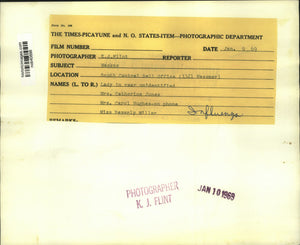 THE TIMES-PICAYUNE and N. O. STATES-ITEM—PHOTOGRAPHIC DEPARTMENT
FILM NUMBER
DATE Jan. 9 69
PHOTOGRAPHER K.J.Flint REPORTER
SUBJECT
LOCATION South Central Bell office
NAMES (L. TO R.) Lady in rear unidentified
Mrs. Catherine Jones
Mrs. Carol Hughes-on phone
Miss Beverly Miller
Influenza
REMARKS:
PHOTOGRAPHER
K. J. FLINT
JAN 10 1969